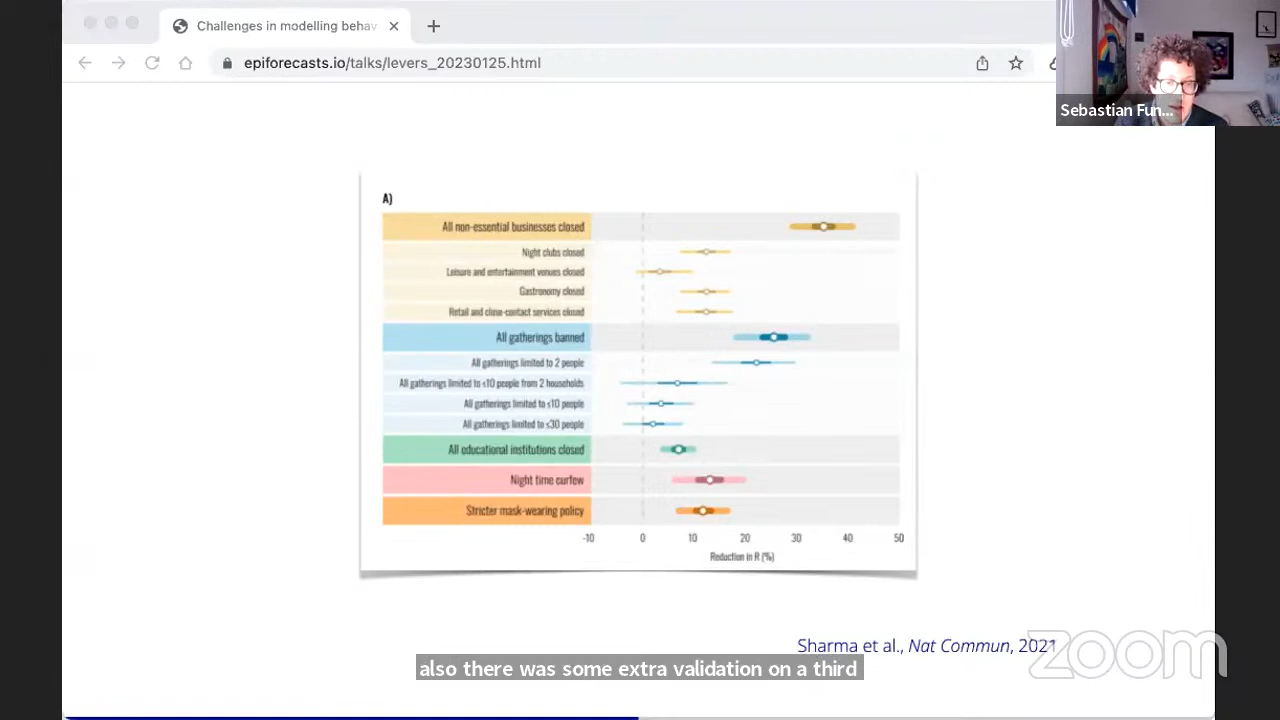 Challenges in modelling behav
epiforecasts.io/talks/levers_20230125.html
Sebastian Fun...
A)
All non-essential businesses closed
Night clubs closed
Leisure and entertainment venues closed
Gastronomy closed
Retail and close-contact services closed
All gatherings banned
All gatherings limited to 2 people
All gatherings limited to ≤10 people from 2 households
All gatherings limited to ≤10 people
All gatherings limited to ≤30 people
All educational institutions closed
Night time curfew
Stricter mask-wearing policy
-10 0 10 20 30 40 50
Reduction in R (%)
Sharma et al., Nat Commun, 2021
zoom
also there was some extra validation on a third